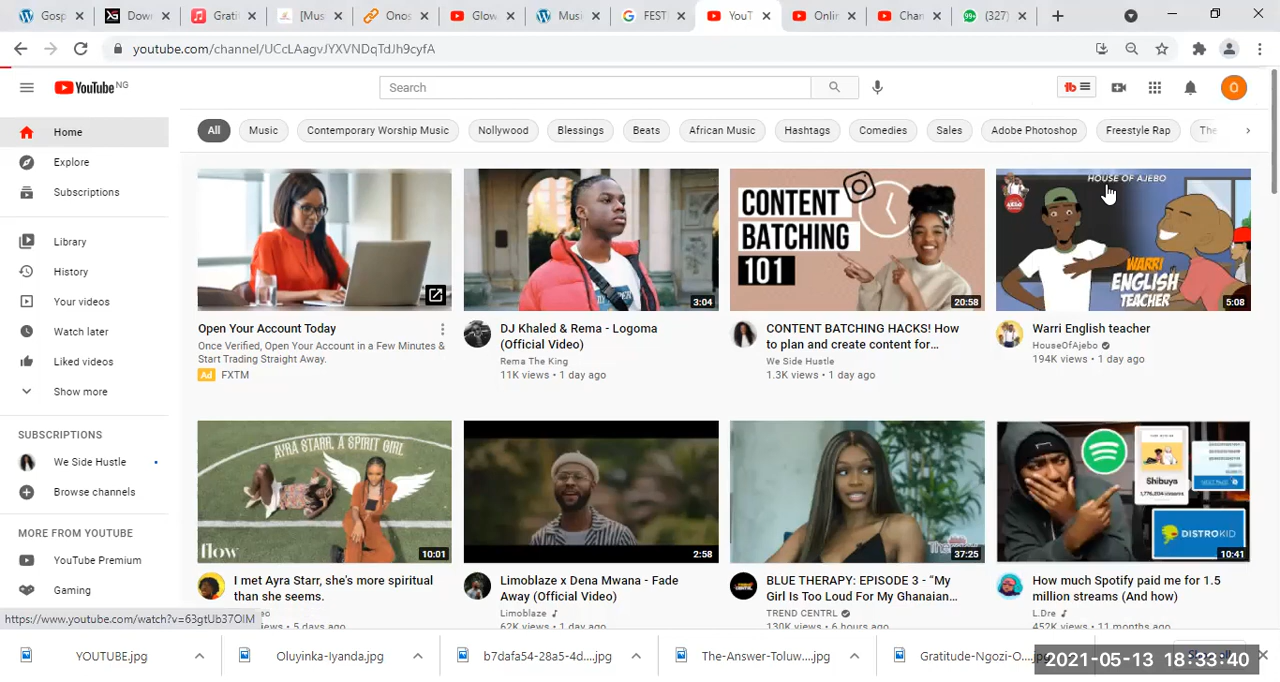 Gosp
Down
Grati
[Mus
Onos
Glow
Musi
FEST
YouT
Onlin
Chan
(327)
youtube.com/channel/UCcLAagvJYXVNDqTdJh9cyfA
YouTube NG
Search
O
Home
Explore
Subscriptions
Library
History
Your videos
Watch later
Liked videos
Show more
SUBSCRIPTIONS
We Side Hustle
Browse channels
MORE FROM YOUTUBE
YouTube Premium
Gaming
All Music Contemporary Worship Music Nollywood Blessings Beats African Music Hashtags Comedies Sales Adobe Photoshop Freestyle Rap The
Open Your Account Today
Once Verified, Open Your Account in a Few Minutes &
Start Trading Straight Away.
Ad FXTM
3:04
DJ Khaled & Rema - Logoma
(Official Video)
Rema The King
11K views • 1 day ago
CONTENT
BATCHING
101
20:58
CONTENT BATCHING HACKS! How
to plan and create content for…
We Side Hustle
1.3K views • 1 day ago
HOUSE OF AJEBO
WARRI
ENGLISH
TEACHER
5:08
Warri English teacher
HouseOfAjebo
194K views • 1 day ago
AYRA STARR, A SPIRIT GIRL
flow
10:01
I met Ayra Starr, she's more spiritual
than she seems.
5 days ago
2:58
Limoblaze x Dena Mwana - Fade
Away (Official Video)
Limoblaze
62K views • 1 day ago
37:25
BLUE THERAPY: EPISODE 3 - “My
Girl Is Too Loud For My Ghanaian…
TREND CENTRL
130K views • 6 hours ago
Shibuya
1,776,034 streams
DISTROKID
10:41
How much Spotify paid me for 1.5
million streams (And how)
L.Dre
452K views • 11 months ago
https://www.youtube.com/watch?v=63gtUb37OIM
YOUTUBE.jpg
Oluyinka-Iyanda.jpg
b7dafa54-28a5-4d....jpg
The-Answer-Toluw....jpg
Gratitude-Ngozi-O....jpg
2021-05-13 18:33:40